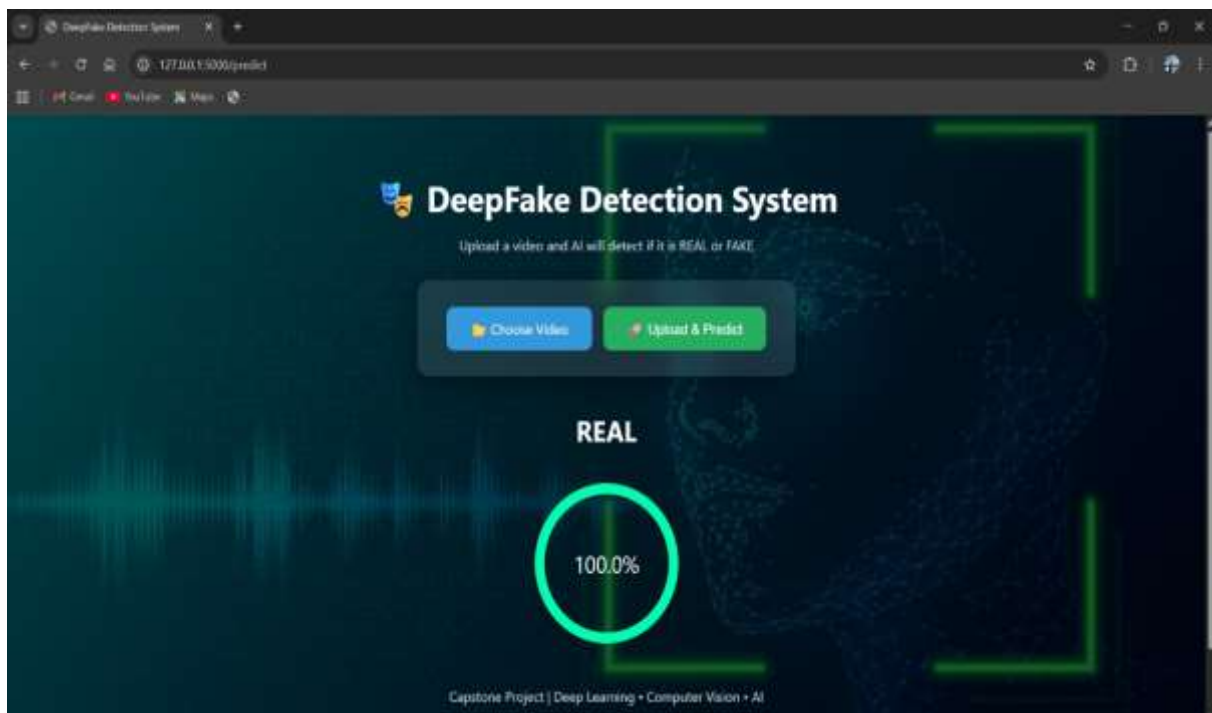 DeepFake Detection System
127.0.0.1:5000/predict
Gmail YouTube Maps
DeepFake Detection System
Upload a video and AI will detect if it is REAL or FAKE
Choose Video
Upload & Predict
REAL
100.0%
Capstone Project | Deep Learning • Computer Vision • AI